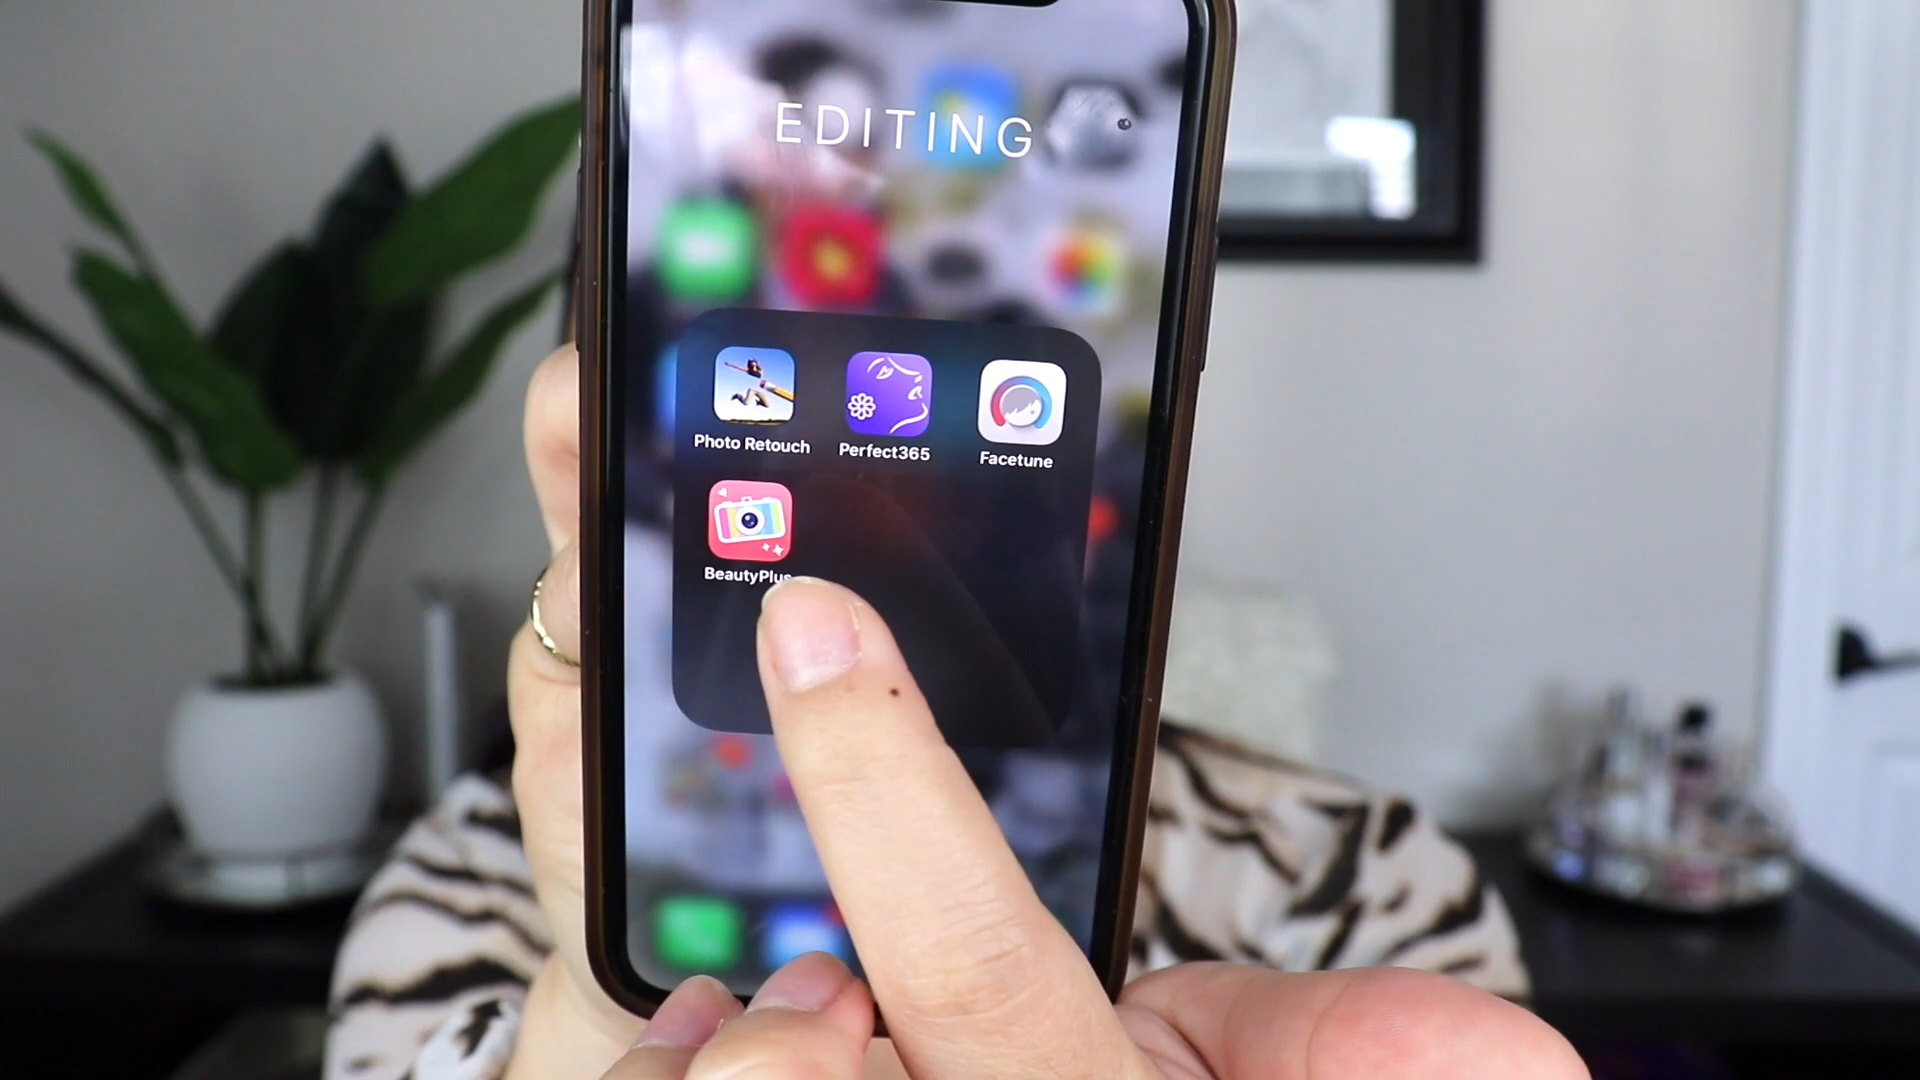 EDITING
Photo Retouch
Perfect365
Facetune
BeautyPlus